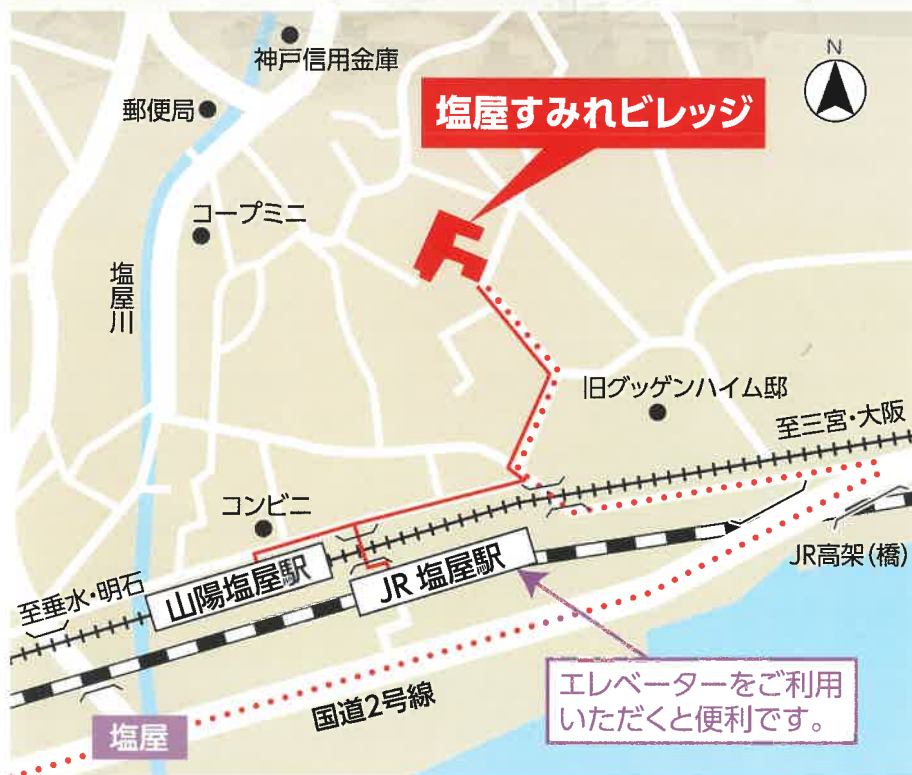 神戸信用金庫
N
郵便局
塩屋すみれビレッジ
コープミニ
塩屋川
旧グッゲンハイム邸
至三宮・大阪
コンビニ
山陽塩屋駅
JR 塩屋駅
JR高架(橋)
至垂水・明石
エレベーターをご利用
いただくと便利です。
国道2号線
塩屋